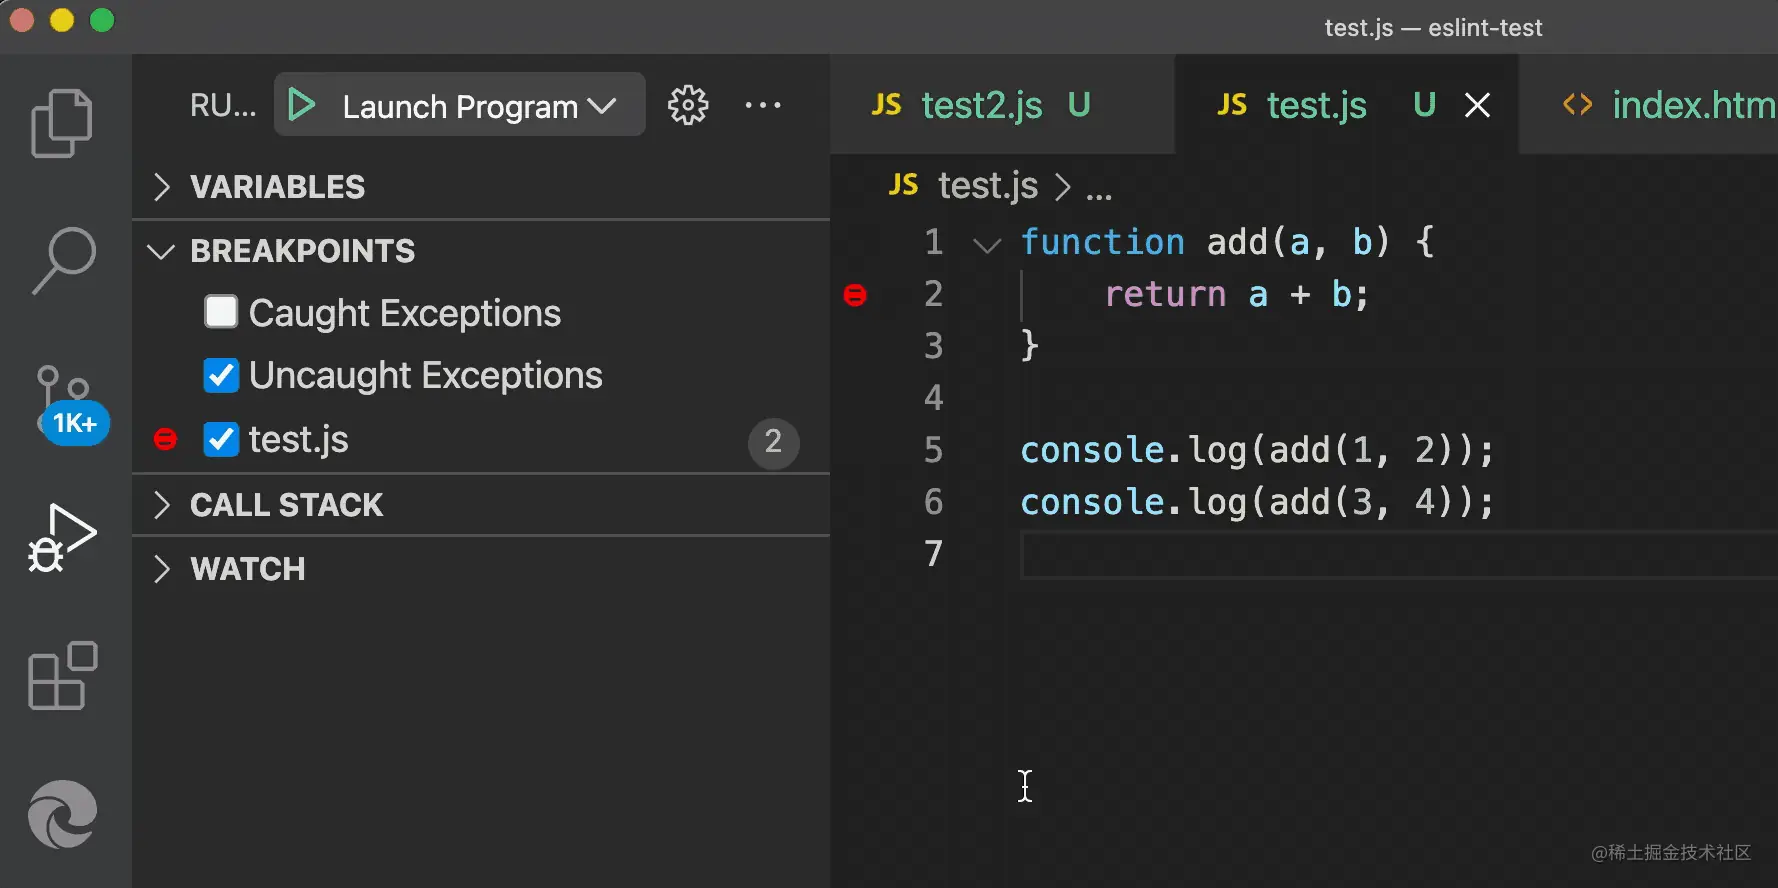 test.js — eslint-test
RU... Launch Program
VARIABLES
BREAKPOINTS
Caught Exceptions
Uncaught Exceptions
test.js 2
CALL STACK
WATCH
1K+
JS test2.js U JS test.js U <> index.htm
JS test.js > ...
1 function add(a, b) {
2 return a + b;
3 }
4
5 console.log(add(1, 2));
6 console.log(add(3, 4));
7
@稀土掘金技术社区